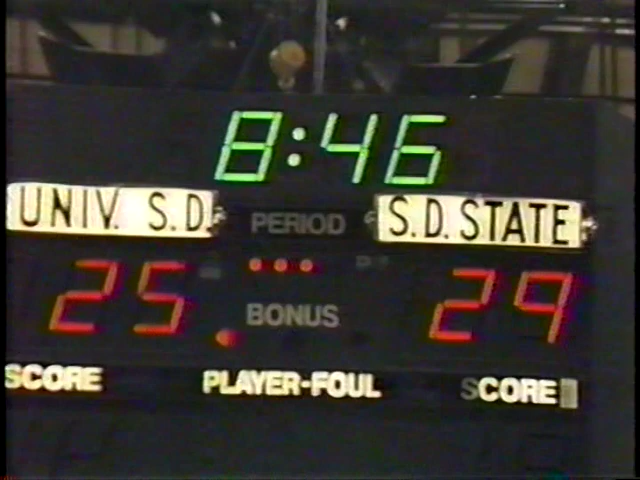 8:46
UNIV. S.D. PERIOD S.D. STATE
25 BONUS 29
SCORE PLAYER-FOUL SCORE